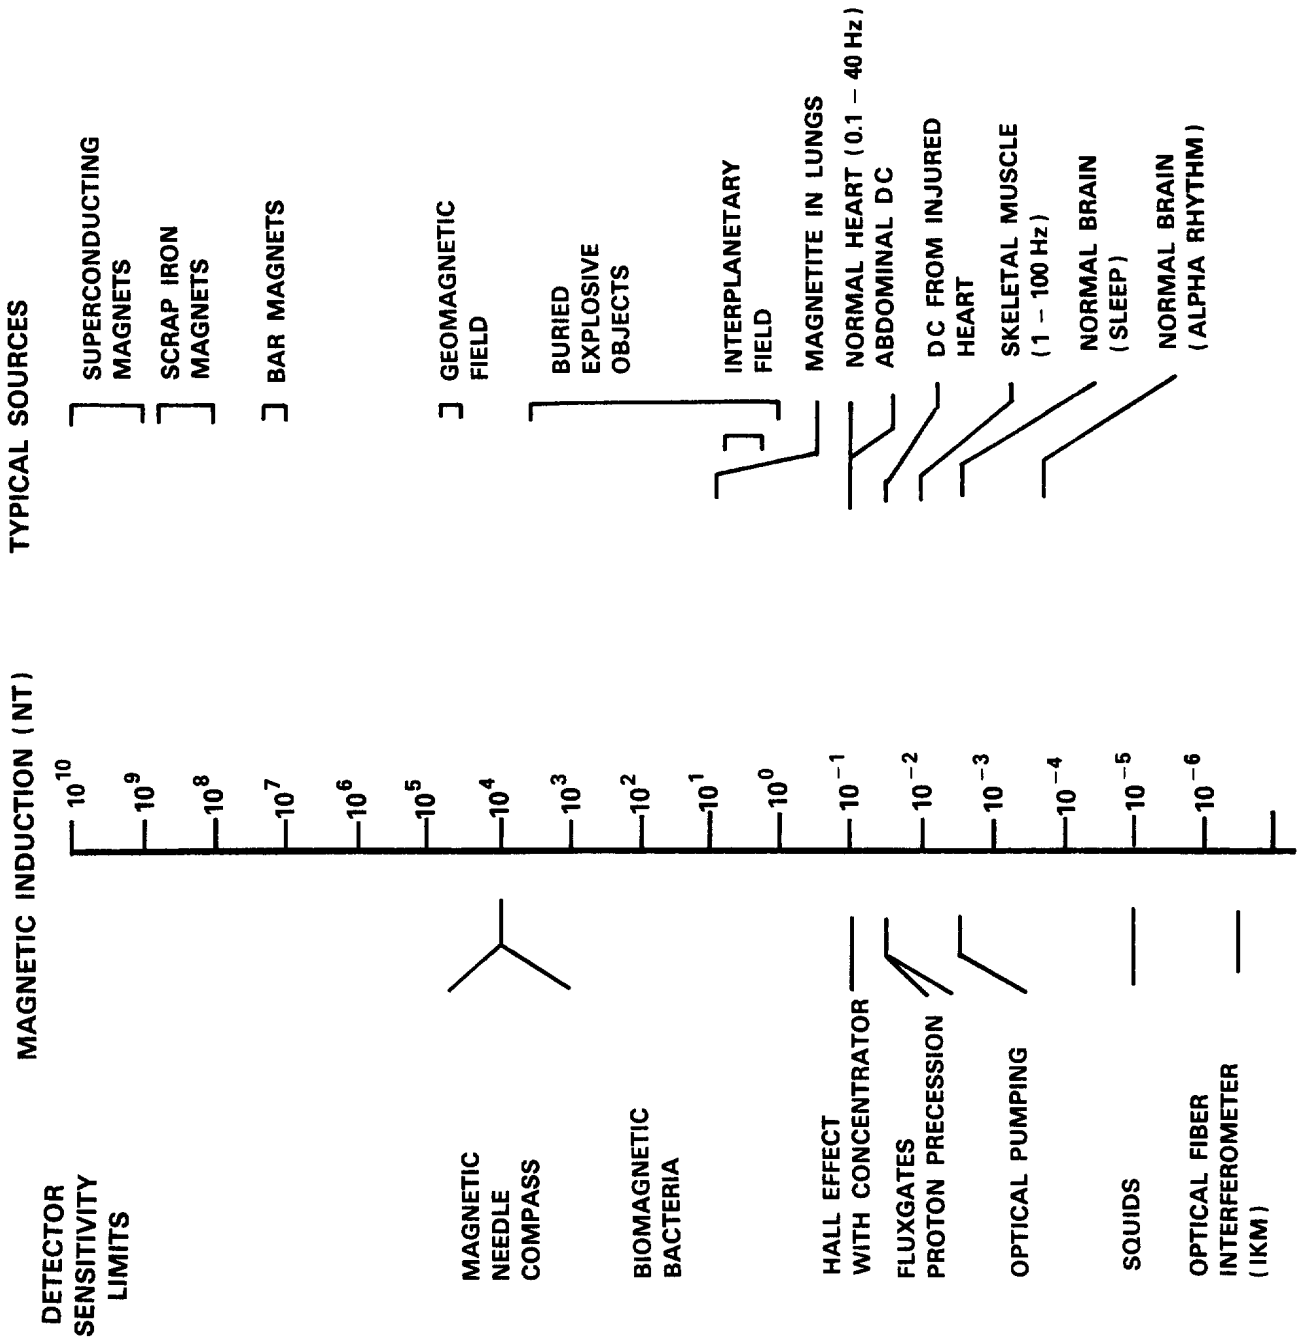 DETECTOR
SENSITIVITY
LIMITS
MAGNETIC INDUCTION (NT)
TYPICAL SOURCES
MAGNETIC
NEEDLE
COMPASS
BIOMAGNETIC
BACTERIA
HALL EFFECT
WITH CONCENTRATOR
FLUXGATES
PROTON PRECESSION
OPTICAL PUMPING
SQUIDS
OPTICAL FIBER
INTERFEROMETER
(IKM)
10^10
10^9
10^8
10^7
10^6
10^5
10^4
10^3
10^2
10^1
10^0
10^-1
10^-2
10^-3
10^-4
10^-5
10^-6
SUPERCONDUCTING
MAGNETS
SCRAP IRON
MAGNETS
BAR MAGNETS
GEOMAGNETIC
FIELD
BURIED
EXPLOSIVE
OBJECTS
INTERPLANETARY
FIELD
MAGNETITE IN LUNGS
NORMAL HEART (0.1 – 40 Hz)
ABDOMINAL DC
DC FROM INJURED
HEART
SKELETAL MUSCLE
(1 – 100 Hz)
NORMAL BRAIN
(SLEEP)
NORMAL BRAIN
(ALPHA RHYTHM)